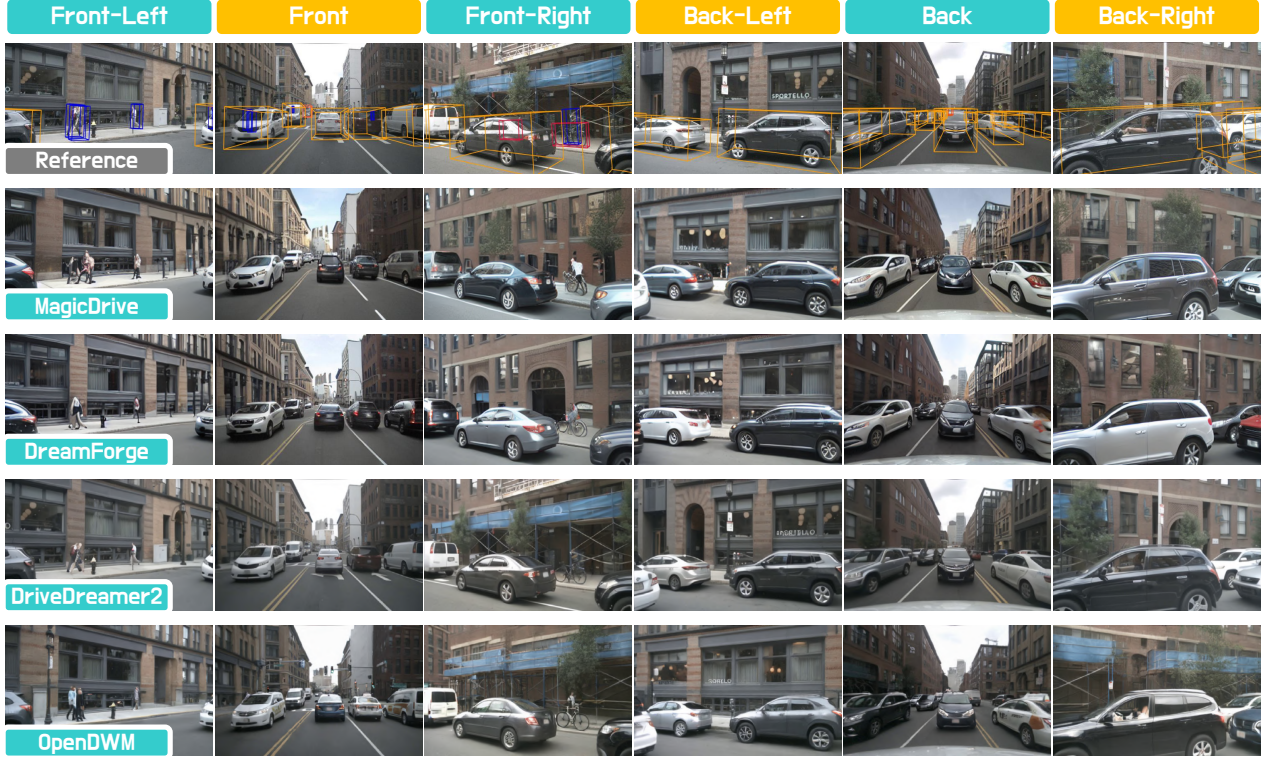 Front-Left
Front
Front-Right
Back-Left
Back
Back-Right
SPORTELLO
Reference
MagicDrive
DreamForge
SPORTELLO
DriveDreamer2
OpenDWM